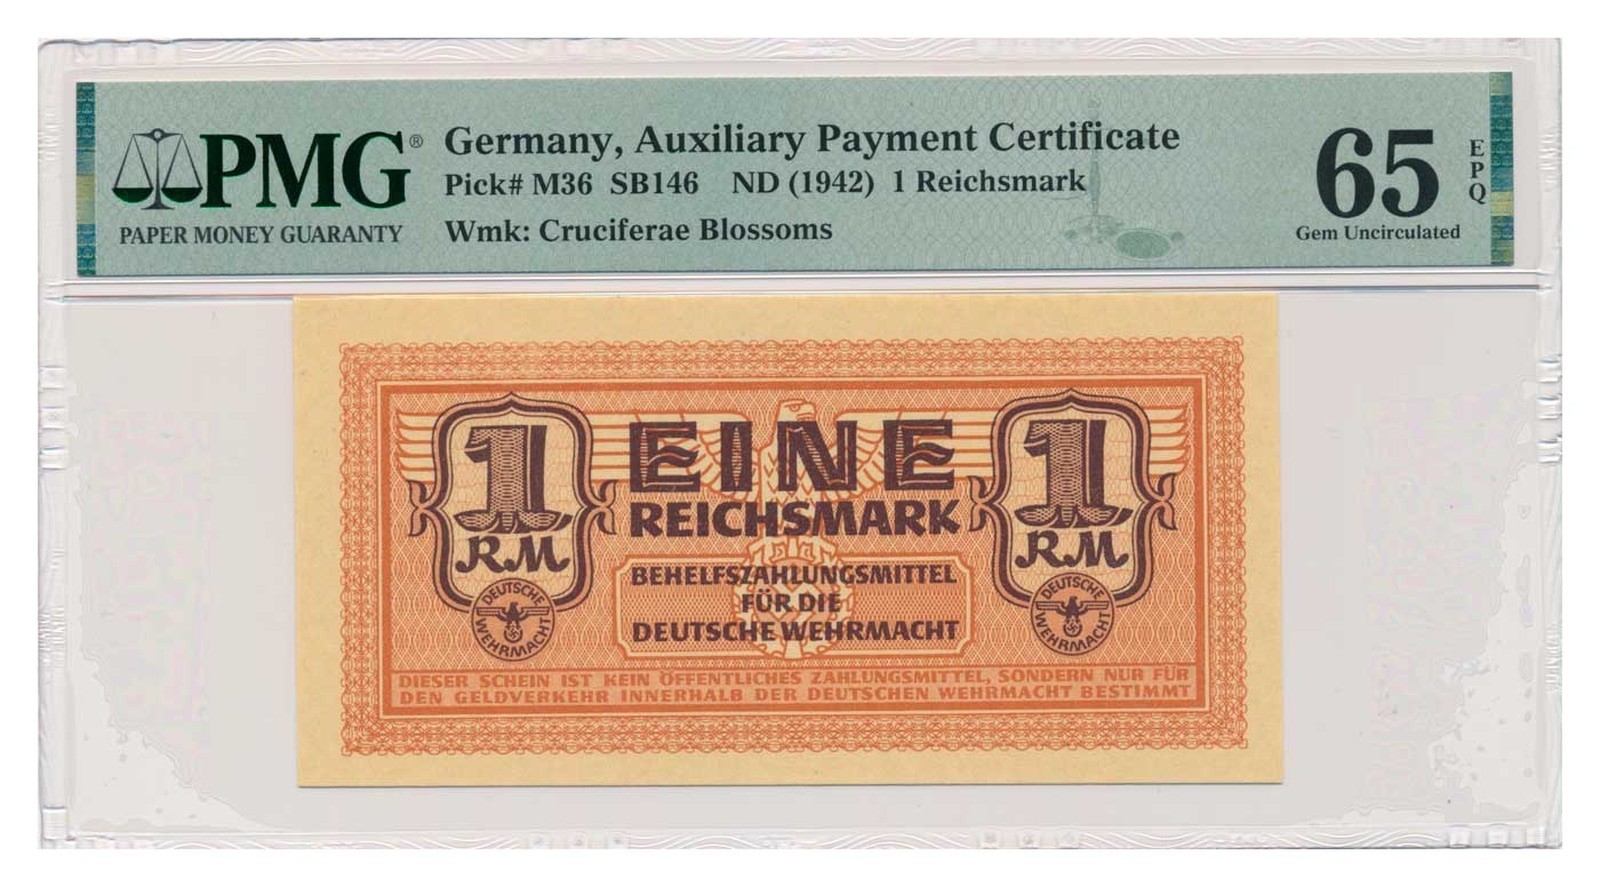 PMG®
PAPER MONEY GUARANTY
Germany, Auxiliary Payment Certificate
Pick# M36 SB146 ND (1942) 1 Reichsmark
Wmk: Cruciferae Blossoms
65
EPQ
Gem Uncirculated
1
RM
DEUTSCHE
WEHRMACHT
EINE
REICHSMARK
BEHELFSZAHLUNGSMITTEL
FÜR DIE
DEUTSCHE WEHRMACHT
1
RM
DEUTSCHE
WEHRMACHT
DIESER SCHEIN IST KEIN ÖFFENTLICHES ZAHLUNGSMITTEL, SONDERN NUR FÜR
DEN GELDVERKEHR INNERHALB DER DEUTSCHEN WEHRMACHT BESTIMMT